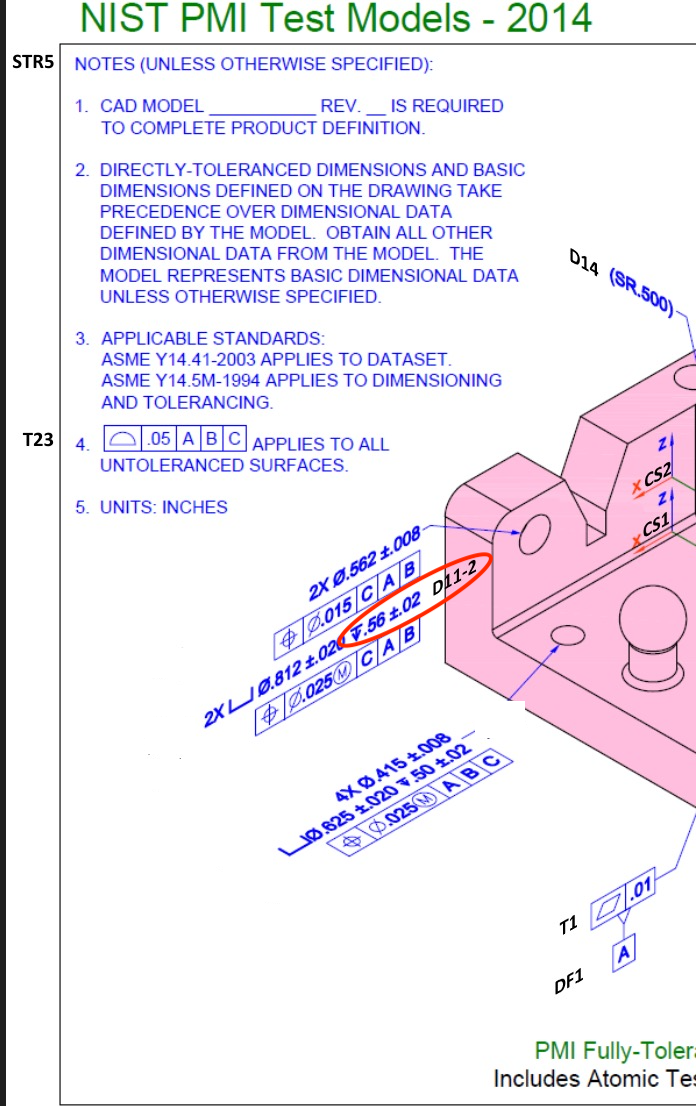 NIST PMI Test Models - 2014
STR5
NOTES (UNLESS OTHERWISE SPECIFIED):
1. CAD MODEL ___________ REV. __ IS REQUIRED
TO COMPLETE PRODUCT DEFINITION.
2. DIRECTLY-TOLERANCED DIMENSIONS AND BASIC
DIMENSIONS DEFINED ON THE DRAWING TAKE
PRECEDENCE OVER DIMENSIONAL DATA
DEFINED BY THE MODEL. OBTAIN ALL OTHER
DIMENSIONAL DATA FROM THE MODEL. THE
MODEL REPRESENTS BASIC DIMENSIONAL DATA
UNLESS OTHERWISE SPECIFIED.
3. APPLICABLE STANDARDS:
ASME Y14.41-2003 APPLIES TO DATASET.
ASME Y14.5M-1994 APPLIES TO DIMENSIONING
AND TOLERANCING.
T23
4. ⌓ .05 A B C APPLIES TO ALL
UNTOLERANCED SURFACES.
5. UNITS: INCHES
D14 (SR.500)
Z
X CS2
Z
X CS1
2X Ø.562 ±.008
⌖ Ø.015 C A B
D11-2
2X ⌴ Ø.812 ±.020 ↧.56 ±.02
⌖ Ø.025Ⓜ C A B
4X Ø.415 ±.008
⌴Ø.625 ±.020 ↧.50 ±.02
⌖ Ø.025Ⓜ A B C
T1 ⏥ .01
DF1 A
PMI Fully-Toler
Includes Atomic Tes